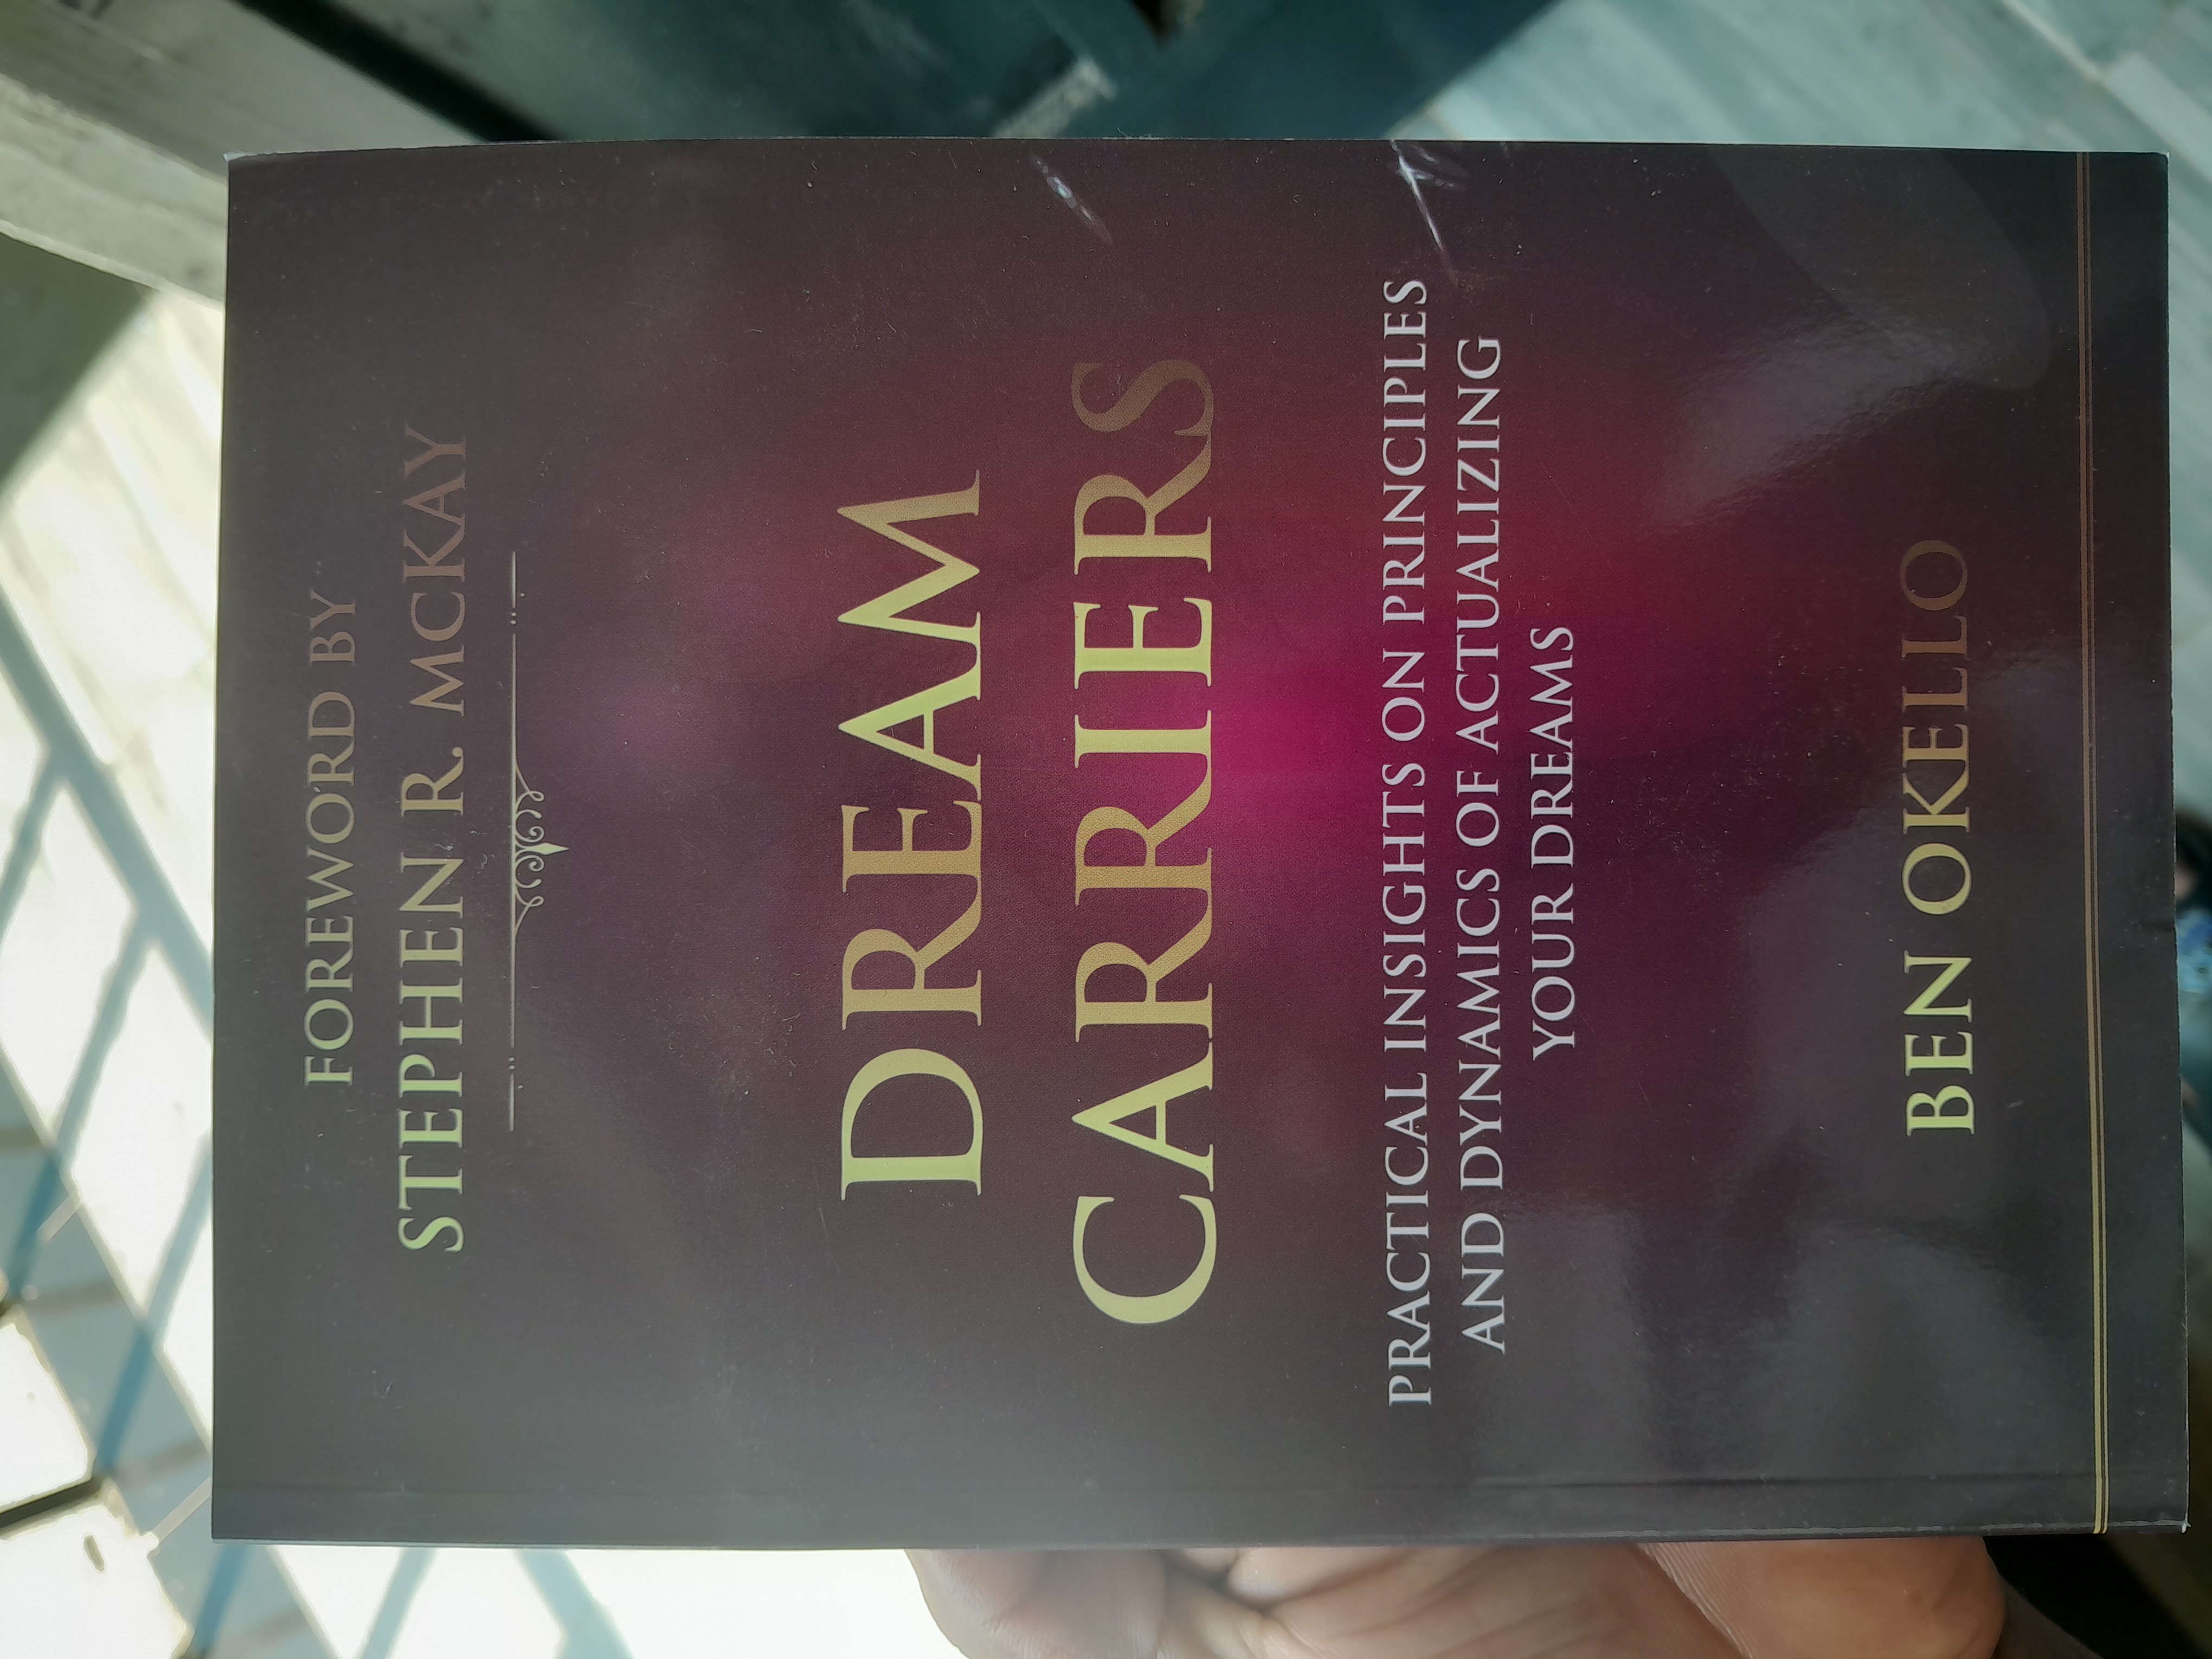 FOREWORD BY
STEPHEN R. McKAY
DREAM
CARRIERS
PRACTICAL INSIGHTS ON PRINCIPLES
AND DYNAMICS OF ACTUALIZING
YOUR DREAMS
BEN OKELLO